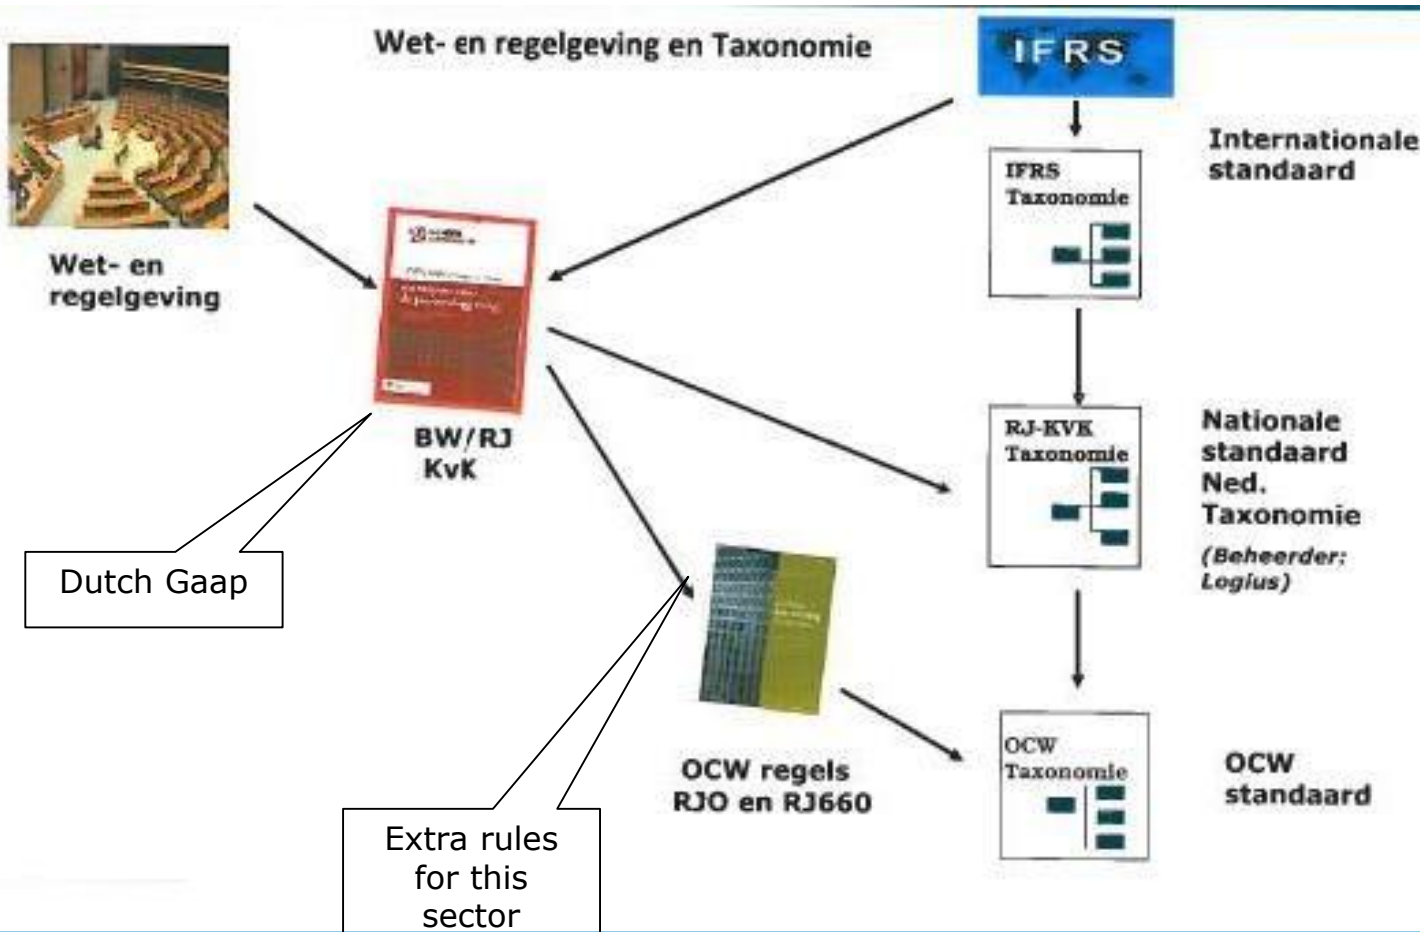 Wet- en regelgeving en Taxonomie
IFRS
Internationale
standaard
IFRS
Taxonomie
Wet- en
regelgeving
BW/RJ
KvK
RJ-KVK
Taxonomie
Nationale
standaard
Ned.
Taxonomie
(Beheerder:
Logius)
Dutch Gaap
OCW regels
RJO en RJ660
OCW
Taxonomie
OCW
standaard
Extra rules
for this
sector